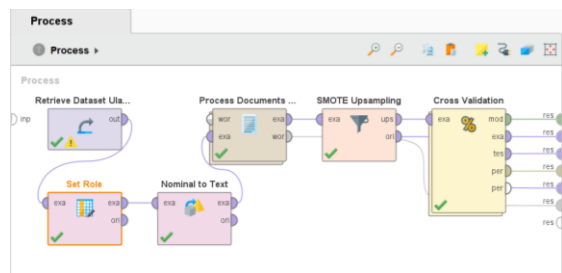 Process
Process
Process
Retrieve Dataset Ula...
Process Documents ...
SMOTE Upsampling
Cross Validation
inp
out
wor
exa
exa
wor
exa
ups
ori
exa
mod
exa
tes
per
per
res
res
res
res
res
res
Set Role
Nominal to Text
exa
exa
ori
exa
exa
ori